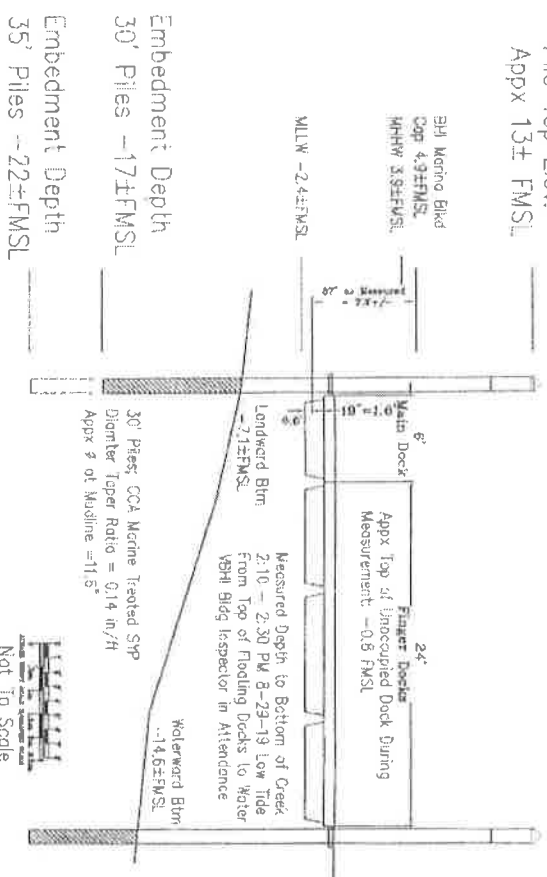 Appx 13± FMSL
BHI Marina Blkd
Cap 4.9±FMSL
MHHW 3.9±FMSL
MLLW -2.4±FMSL
Embedment Depth
30' Piles -17±FMSL
Embedment Depth
35' Piles -22±FMSL
as Measured
6'
Main Dock
19"=1.6'
24'
Finger Docks
Appx Top of Unoccupied Dock During
Measurement: -0.8 FMSL
Landward Btm
-7.1±FMSL
Measured Depth to Bottom of Creek
2:10 - 2:30 PM 8-29-19 Low Tide
From Top of Floating Docks to Water
VBHI Bldg Inspector in Attendance
Waterward Btm
-14.6±FMSL
30' Piles: CCA Marine Treated SYP
Diamter Taper Ratio = 0.14 in/ft
Appx ø at Mudline =11.5"
Not To Scale